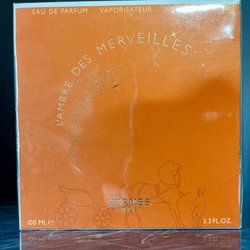 EAU DE PARFUM . VAPORISATEUR .
L'AMBRE DES MERVEILLES
HERMÈS
PARIS
100 ML ℮
3.3 FL.OZ.